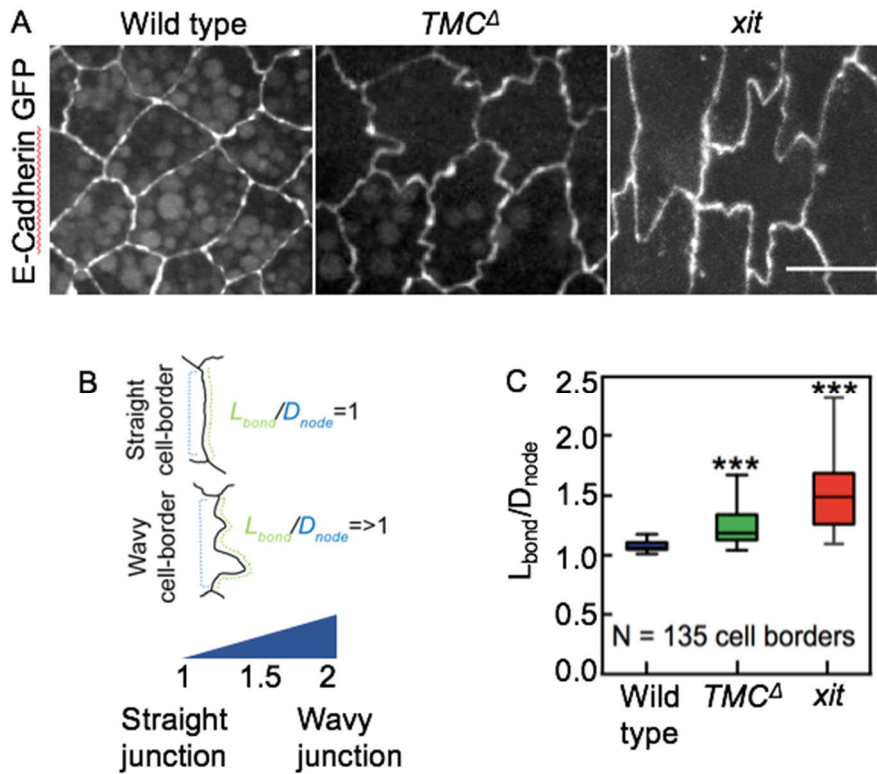 A
Wild type
TMCΔ
xit
E-Cadherin GFP
B
Straight
cell-border
Lbond/Dnode=1
Wavy
cell-border
Lbond/Dnode=>1
1 1.5 2
Straight
junction
Wavy
junction
C
Lbond/Dnode
2.5
2.0
1.5
1.0
0.5
0.0
***
***
N = 135 cell borders
Wild
type
TMCΔ
xit